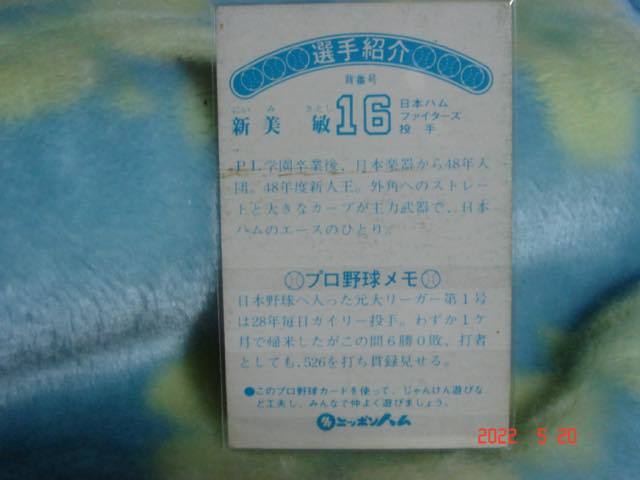 選手紹介
背番号
にいみ さとし
新美 敏 16 日本ハム
ファイターズ
投手
PL学園卒業後、日本楽器から48年入
団。48年度新人王。外角へのストレー
トと大きなカーブが主力武器で、日本
ハムのエースのひとり。
プロ野球メモ
日本野球へ入った元大リーガー第1号
は28年毎日カイリー投手。わずか1ケ
月で帰米したがこの間6勝0敗、打者
としても.526を打ち貫録見せる。
●このプロ野球カードを使って、じゃんけん遊びな
ど工夫し、みんなで仲よく遊びましょう。
ニッポンハム
2022 5 20